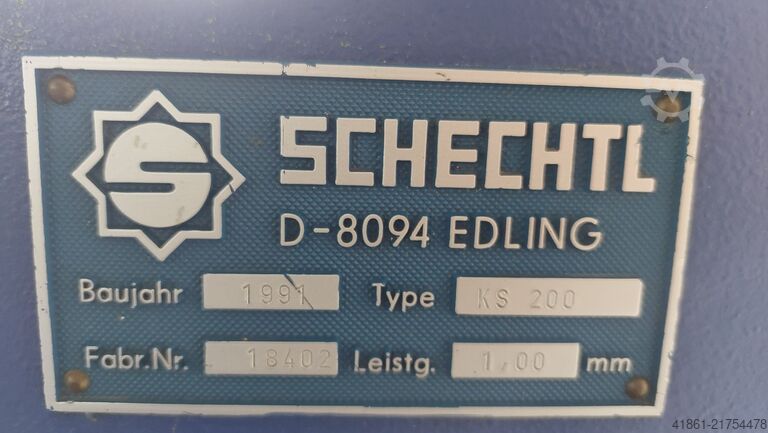 S SCHECHTL
D-8094 EDLING
Baujahr 1991 Type KS 200
Fabr.Nr. 18402 Leistg. 1,00 mm
41861-21754478